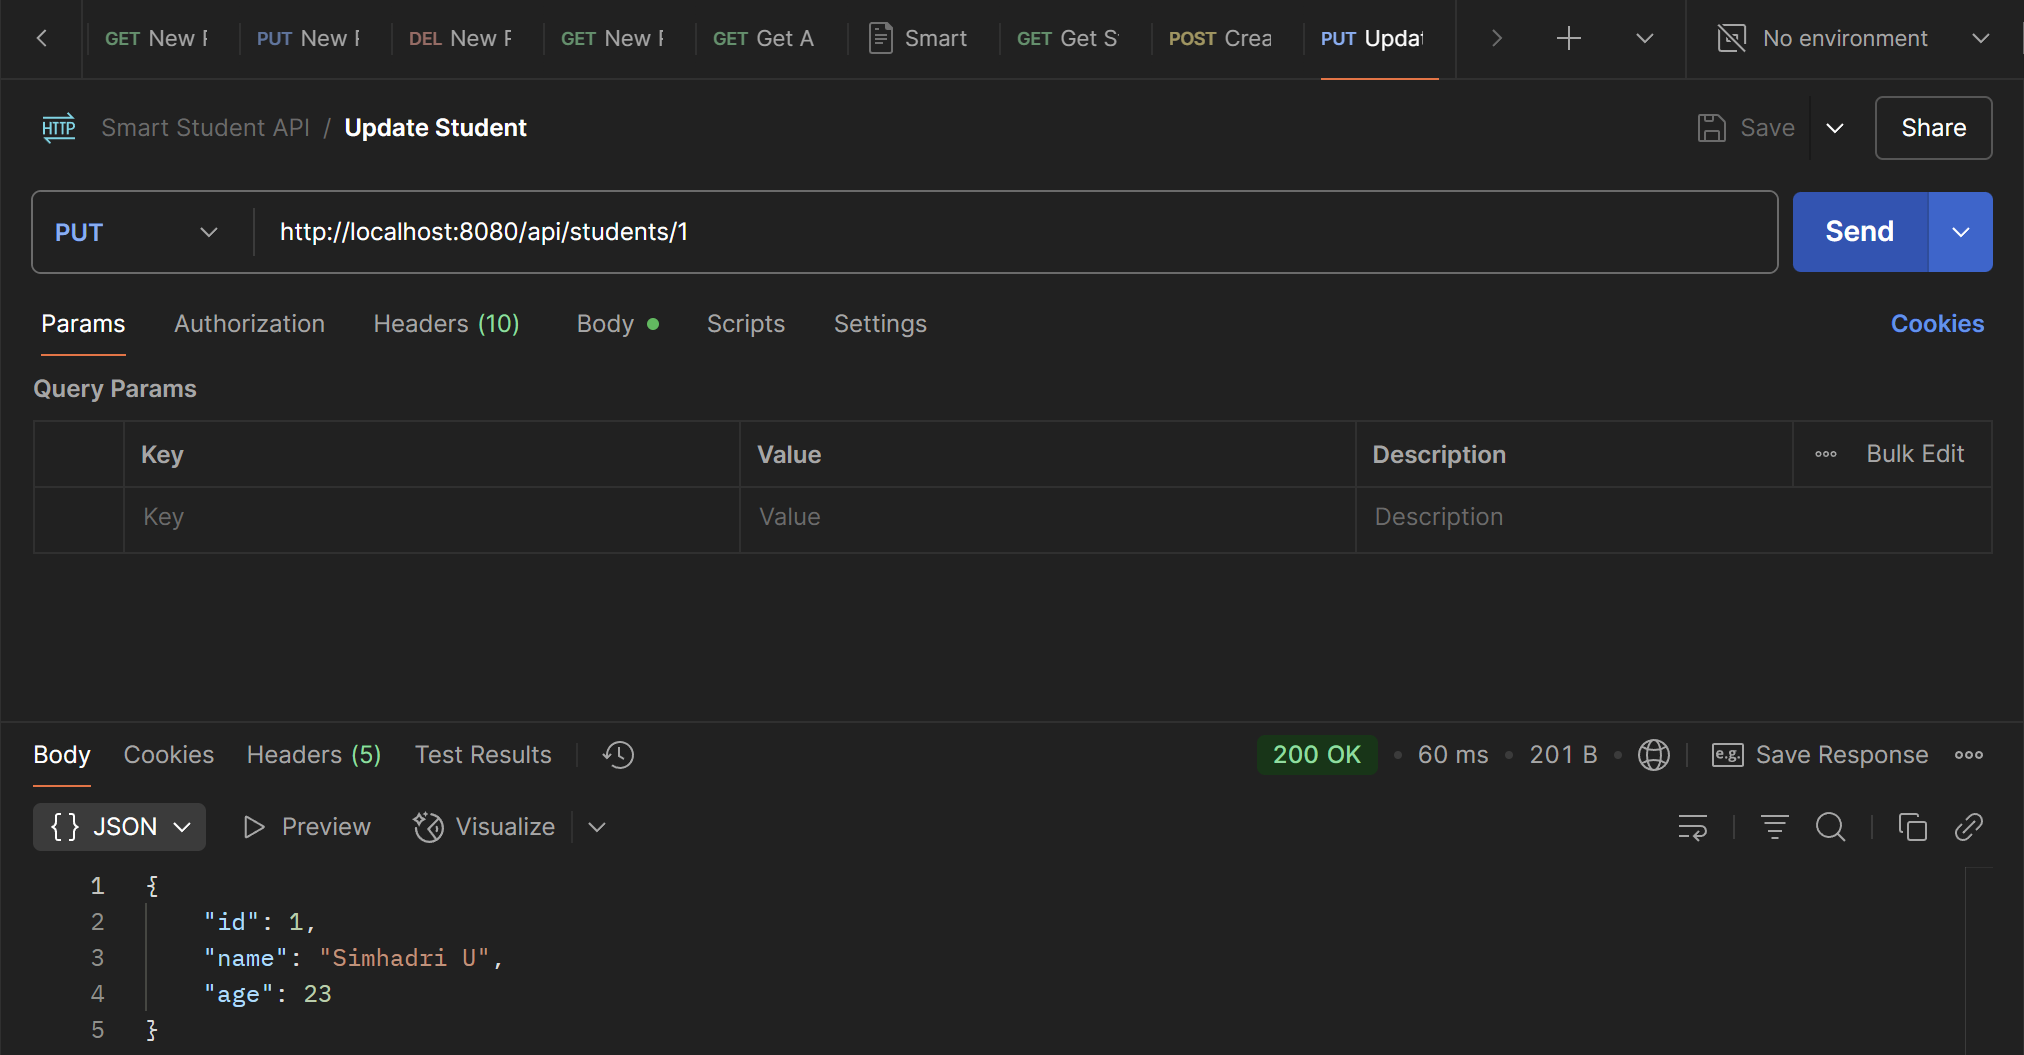 GET New
PUT New
DEL New
GET New
GET Get A
Smart
GET Get S
POST Crea
PUT Updat
No environment
HTTP Smart Student API / Update Student
Save
Share
PUT http://localhost:8080/api/students/1
Send
Params Authorization Headers (10) Body Scripts Settings Cookies
Query Params
Key Value Description Bulk Edit
Key Value Description
Body Cookies Headers (5) Test Results 200 OK • 60 ms • 201 B • e.g. Save Response
{} JSON Preview Visualize
1 {
2 "id": 1,
3 "name": "Simhadri U",
4 "age": 23
5 }